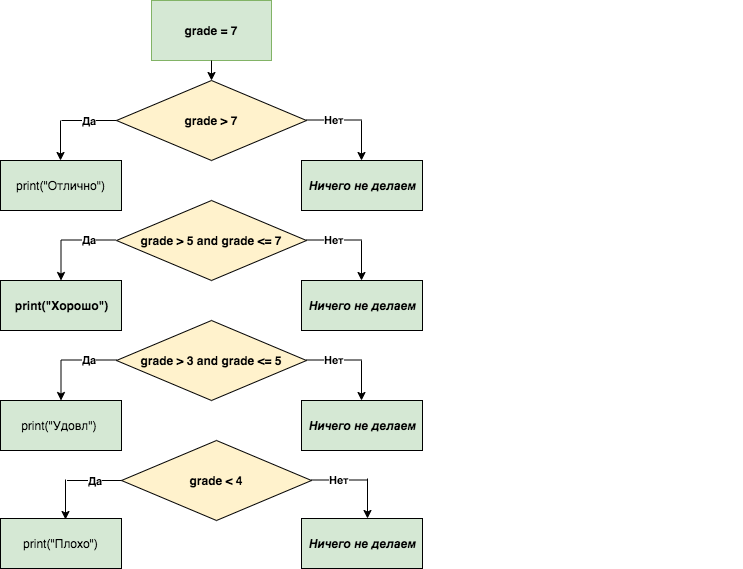 grade = 7
grade > 7
Да
Нет
print("Отлично")
Ничего не делаем
grade > 5 and grade <= 7
Да
Нет
print("Хорошо")
Ничего не делаем
grade > 3 and grade <= 5
Да
Нет
print("Удовл")
Ничего не делаем
grade < 4
Да
Нет
print("Плохо")
Ничего не делаем